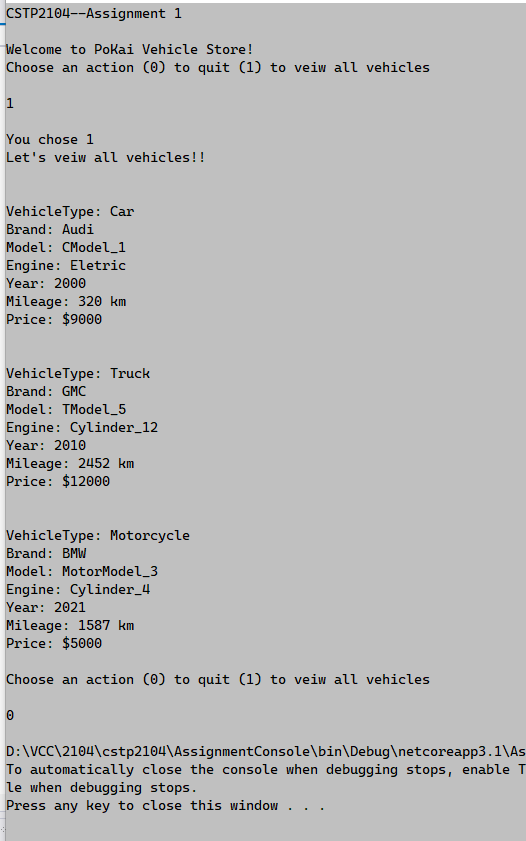 CSTP2104--Assignment 1
Welcome to PoKai Vehicle Store!
Choose an action (0) to quit (1) to veiw all vehicles
1
You chose 1
Let's veiw all vehicles!!
VehicleType: Car
Brand: Audi
Model: CModel_1
Engine: Eletric
Year: 2000
Mileage: 320 km
Price: $9000
VehicleType: Truck
Brand: GMC
Model: TModel_5
Engine: Cylinder_12
Year: 2010
Mileage: 2452 km
Price: $12000
VehicleType: Motorcycle
Brand: BMW
Model: MotorModel_3
Engine: Cylinder_4
Year: 2021
Mileage: 1587 km
Price: $5000
Choose an action (0) to quit (1) to veiw all vehicles
0
D:\VCC\2104\cstp2104\AssignmentConsole\bin\Debug\netcoreapp3.1\As
To automatically close the console when debugging stops, enable T
le when debugging stops.
Press any key to close this window . . .